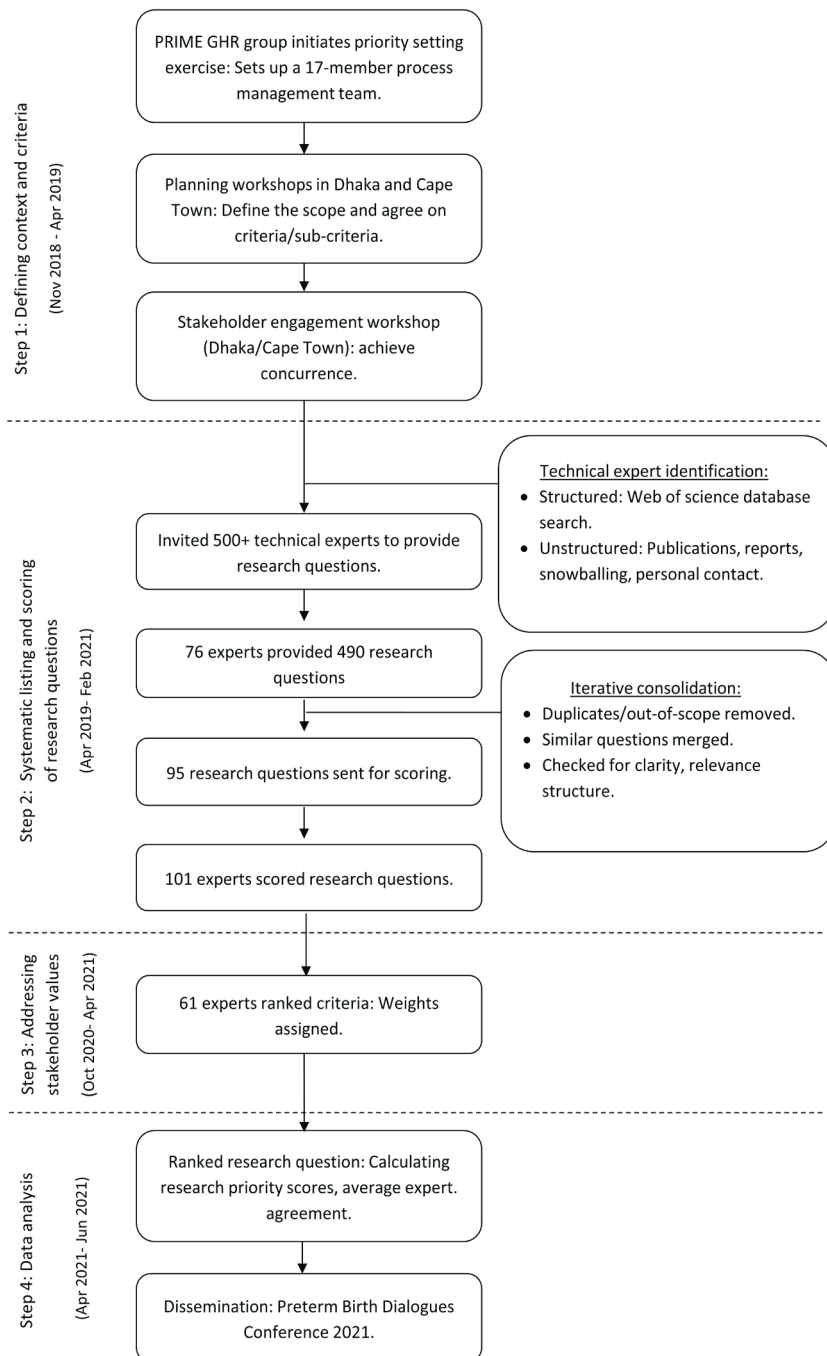 Step 1: Defining context and criteria
(Nov 2018 - Apr 2019)
PRIME GHR group initiates priority setting
exercise: Sets up a 17-member process
management team.
Planning workshops in Dhaka and Cape
Town: Define the scope and agree on
criteria/sub-criteria.
Stakeholder engagement workshop
(Dhaka/Cape Town): achieve
concurrence.
Step 2:  Systematic listing and scoring
of research questions
(Apr 2019- Feb 2021)
Technical expert identification:
• Structured: Web of science database
search.
• Unstructured: Publications, reports,
snowballing, personal contact.
Invited 500+ technical experts to provide
research questions.
76 experts provided 490 research
questions
Iterative consolidation:
• Duplicates/out-of-scope removed.
• Similar questions merged.
• Checked for clarity, relevance
structure.
95 research questions sent for scoring.
101 experts scored research questions.
Step 3: Addressing
stakeholder values
(Oct 2020- Apr 2021)
61 experts ranked criteria: Weights
assigned.
Step 4: Data analysis
(Apr 2021- Jun 2021)
Ranked research question: Calculating
research priority scores, average expert.
agreement.
Dissemination: Preterm Birth Dialogues
Conference 2021.